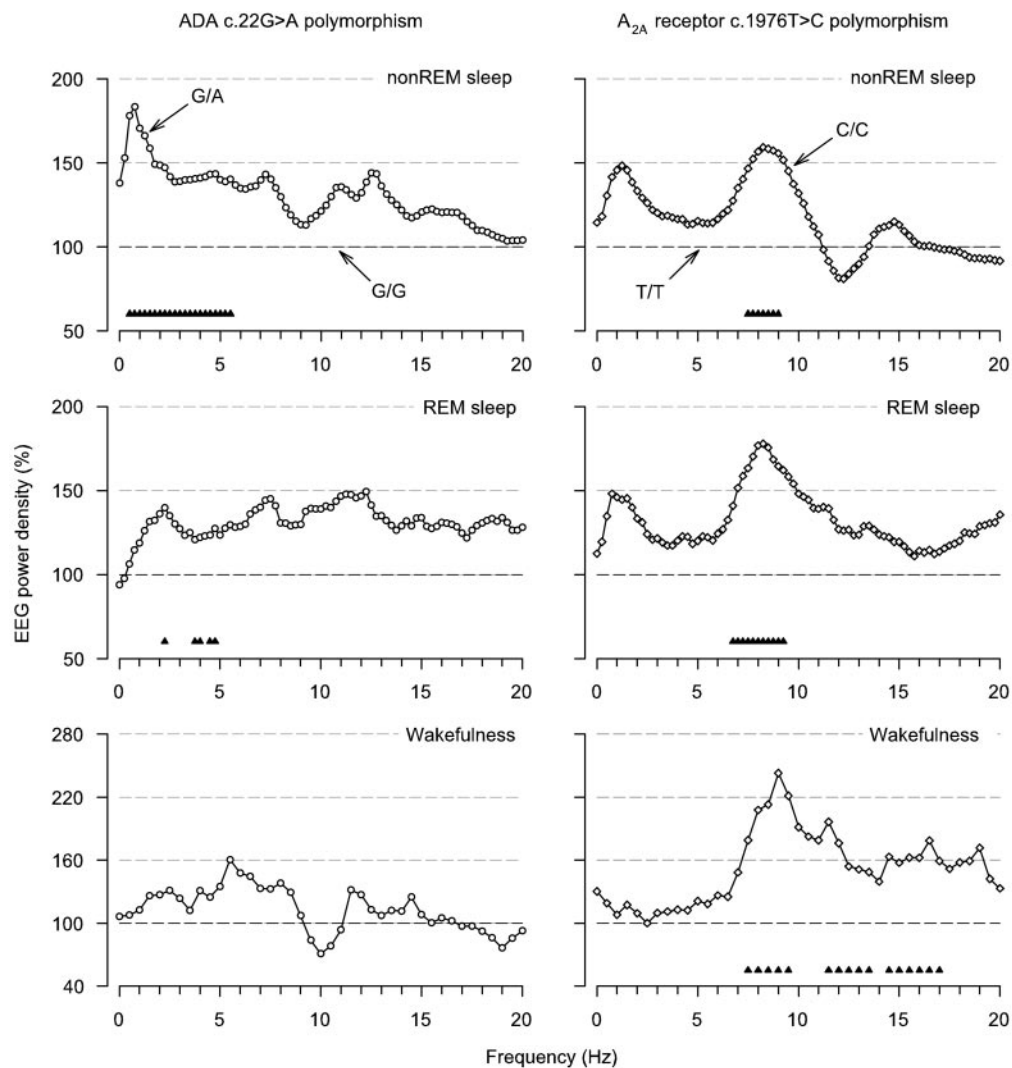 ADA c.22G>A polymorphism
A2A receptor c.1976T>C polymorphism
EEG power density (%)
nonREM sleep
G/A
G/G
200
150
100
50
0 5 10 15 20
nonREM sleep
C/C
T/T
0 5 10 15 20
REM sleep
200
150
100
50
0 5 10 15 20
REM sleep
0 5 10 15 20
Wakefulness
280
220
160
100
40
0 5 10 15 20
Wakefulness
0 5 10 15 20
Frequency (Hz)